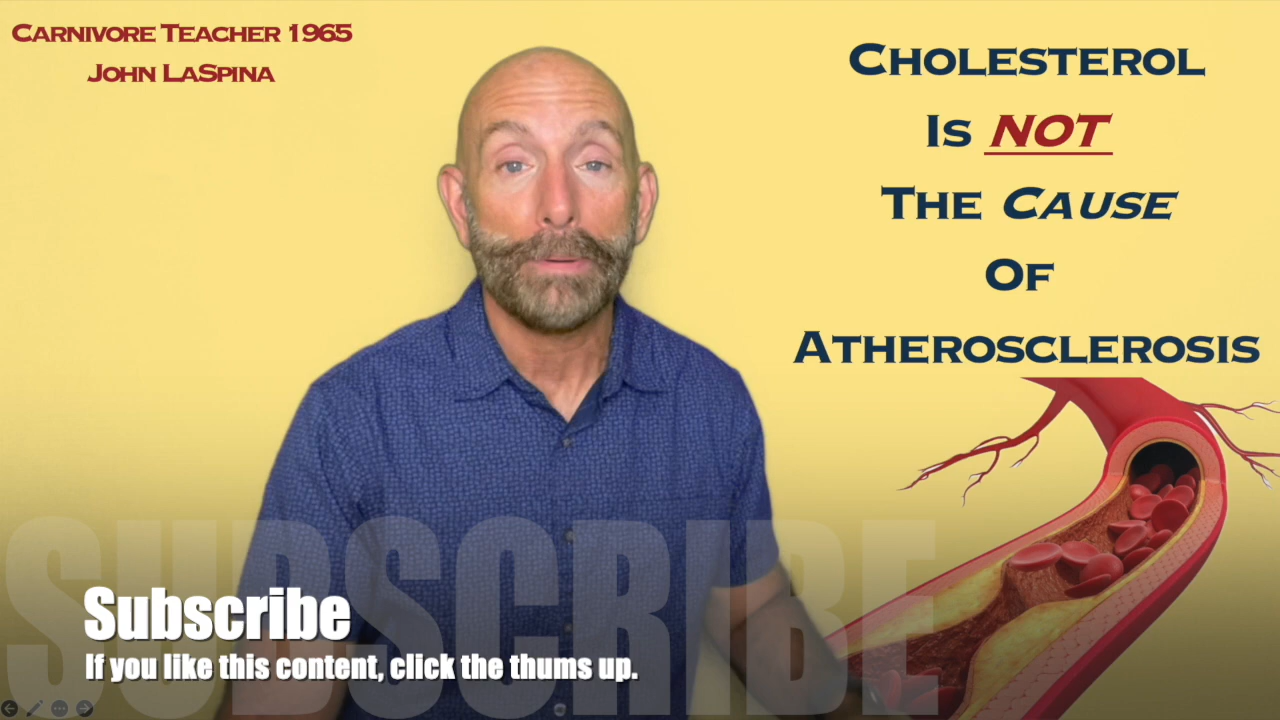 Carnivore Teacher 1965
John LaSpina
Cholesterol
Is NOT
The Cause
Of
Atherosclerosis
SUBSCRIBE
Subscribe
If you like this content, click the thums up.